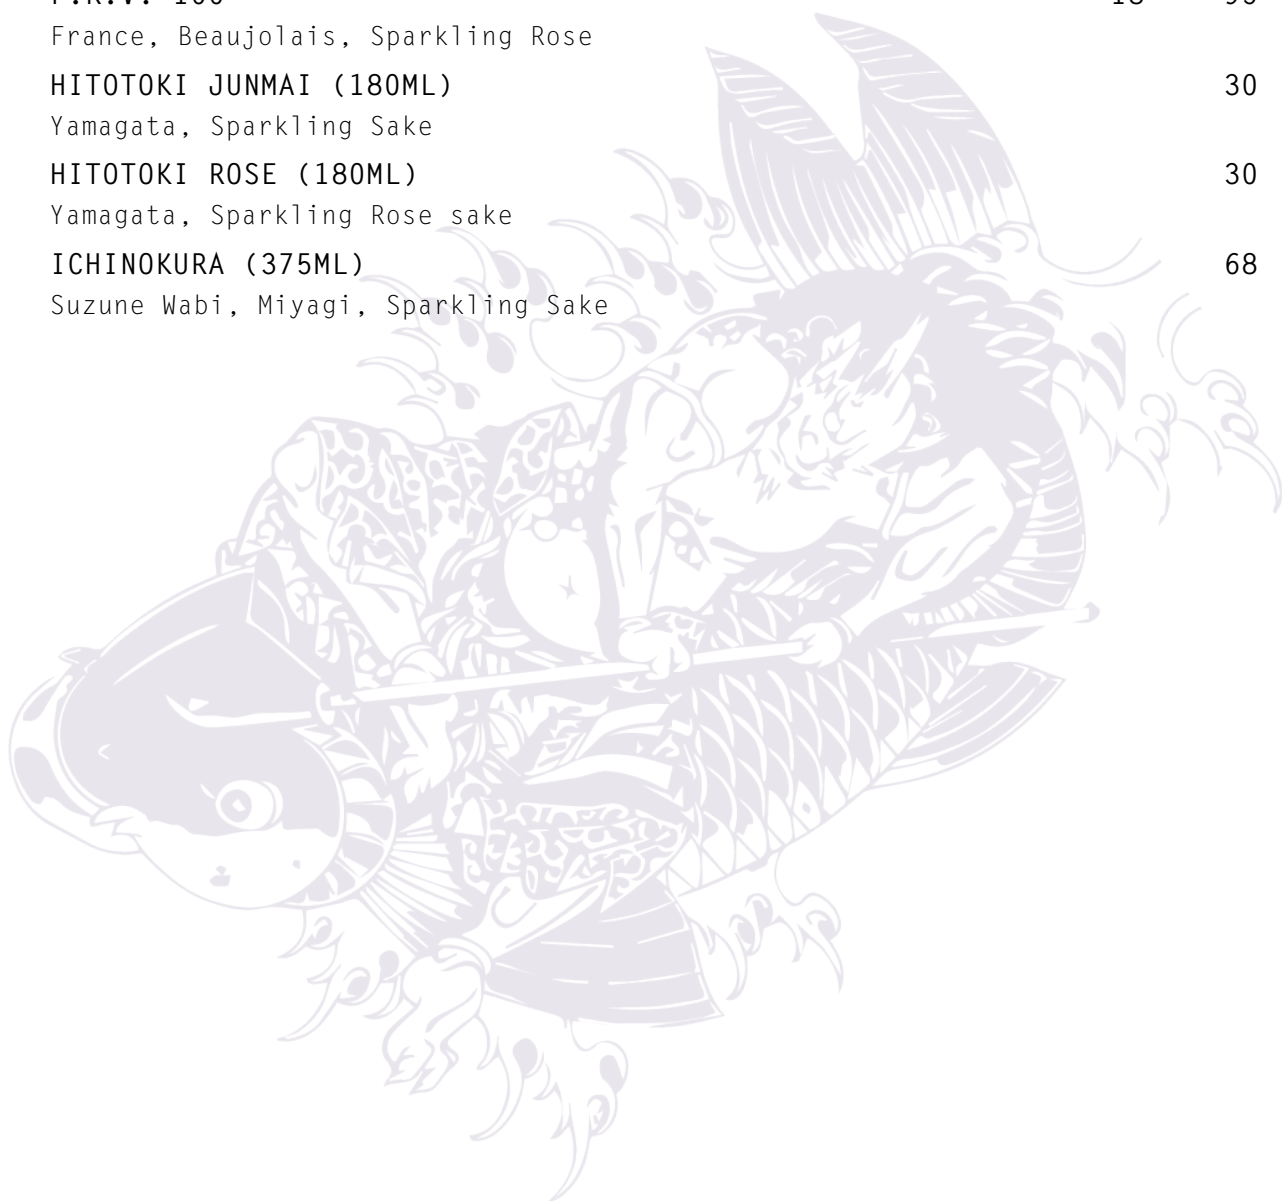 France, Beaujolais, Sparkling Rose
HITOTOKI JUNMAI (180ML) 30
Yamagata, Sparkling Sake
HITOTOKI ROSE (180ML) 30
Yamagata, Sparkling Rose sake
ICHINOKURA (375ML) 68
Suzune Wabi, Miyagi, Sparkling Sake